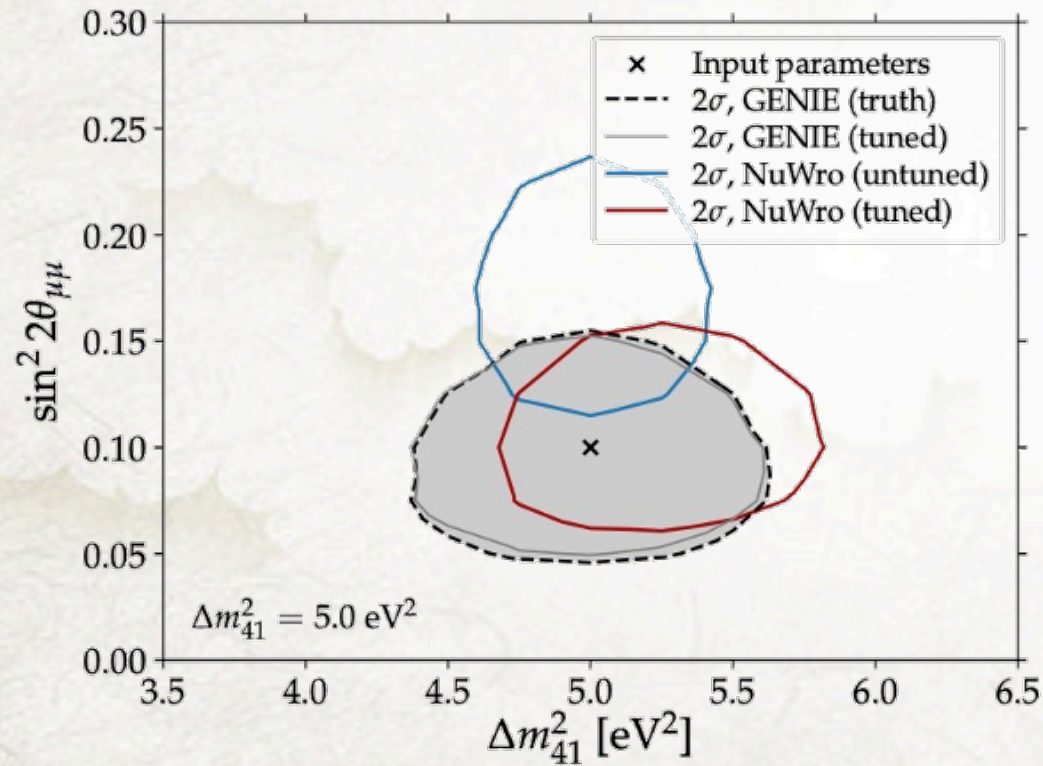 0.30
0.25
0.20
0.15
0.10
0.05
0.00
sin² 2θ_{μμ}
× Input parameters
2σ, GENIE (truth)
2σ, GENIE (tuned)
2σ, NuWro (untuned)
2σ, NuWro (tuned)
Δm²₄₁ = 5.0 eV²
3.5 4.0 4.5 5.0 5.5 6.0 6.5
Δm²₄₁ [eV²]